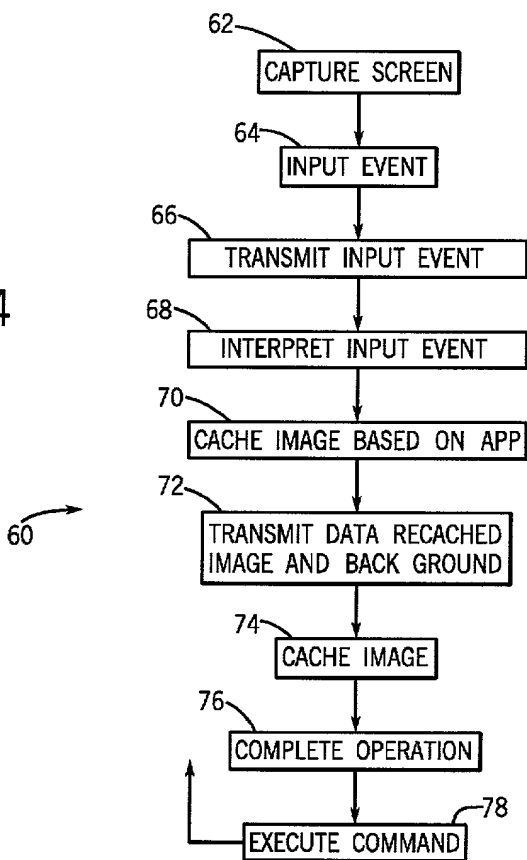 62
CAPTURE SCREEN
64
INPUT EVENT
66
TRANSMIT INPUT EVENT
4
68
INTERPRET INPUT EVENT
70
CACHE IMAGE BASED ON APP
72
TRANSMIT DATA RECACHED
IMAGE AND BACK GROUND
60
74
CACHE IMAGE
76
COMPLETE OPERATION
78
EXECUTE COMMAND